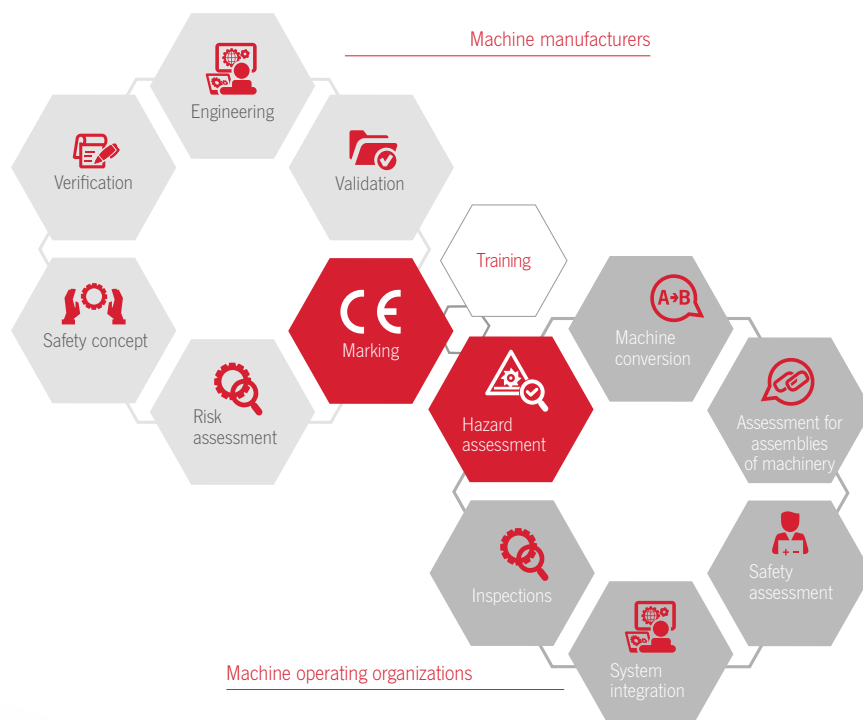 Machine manufacturers
Engineering
Verification
Validation
Training
Safety concept
CE
Marking
A→B
Machine
conversion
Risk
assessment
Hazard
assessment
Assessment for
assemblies
of machinery
Inspections
+ −
Safety
assessment
Machine operating organizations
System
integration